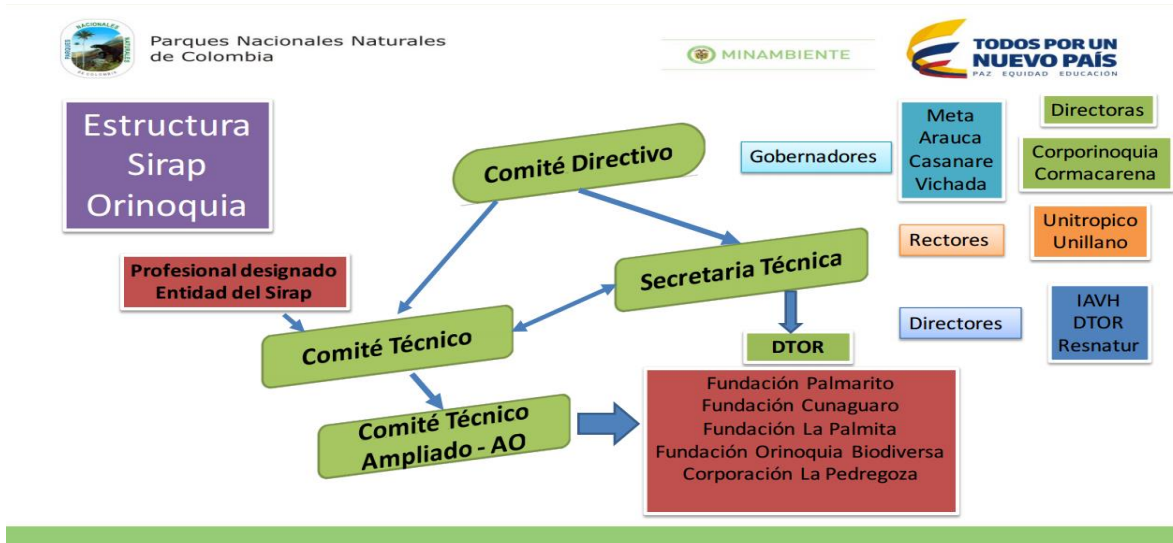 Parques Nacionales Naturales
de Colombia
MINAMBIENTE
TODOS POR UN
NUEVO PAÍS
PAZ EQUIDAD EDUCACIÓN
Estructura
Sirap
Orinoquia
Comité Directivo
Gobernadores
Meta
Arauca
Casanare
Vichada
Directoras
Corporinoquia
Cormacarena
Rectores
Unitropico
Unillano
Profesional designado
Entidad del Sirap
Secretaria Técnica
Directores
IAVH
DTOR
Resnatur
Comité Técnico
DTOR
Comité Técnico
Ampliado - AO
Fundación Palmarito
Fundación Cunaguaro
Fundación La Palmita
Fundación Orinoquia Biodiversa
Corporación La Pedregoza